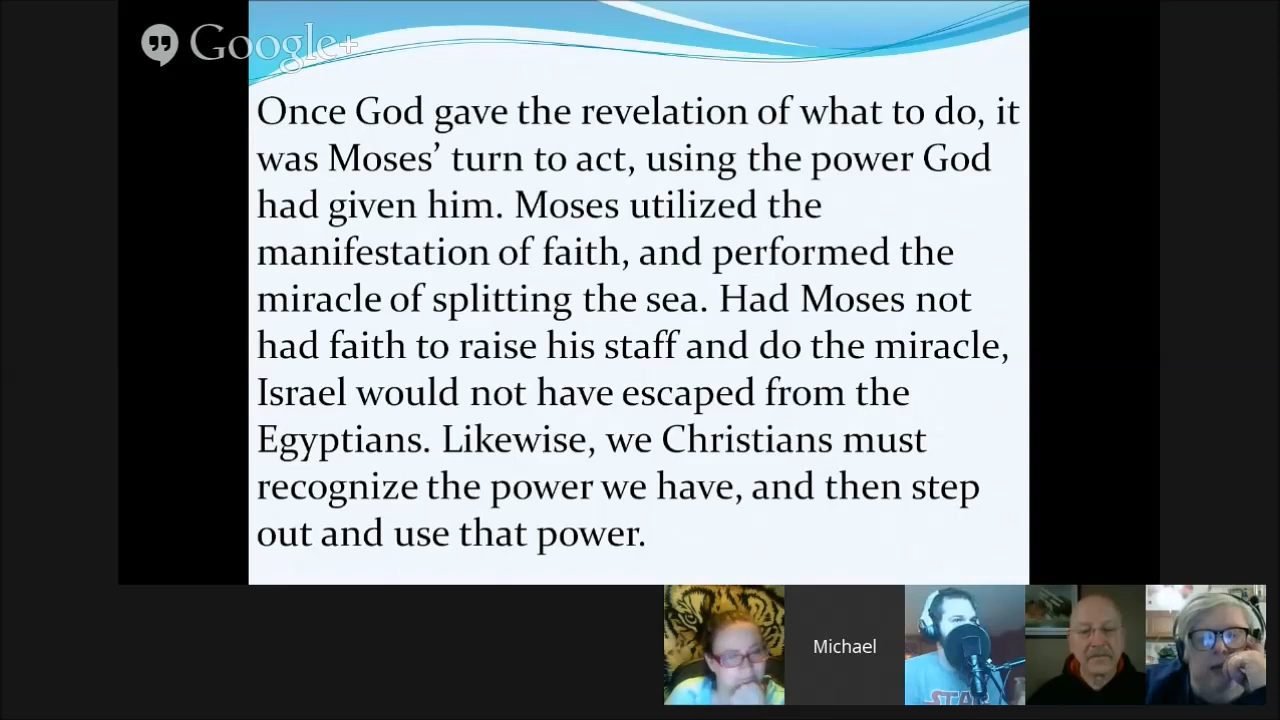 Google+
Once God gave the revelation of what to do, it
was Moses’ turn to act, using the power God
had given him. Moses utilized the
manifestation of faith, and performed the
miracle of splitting the sea. Had Moses not
had faith to raise his staff and do the miracle,
Israel would not have escaped from the
Egyptians. Likewise, we Christians must
recognize the power we have, and then step
out and use that power.
Michael
STAR